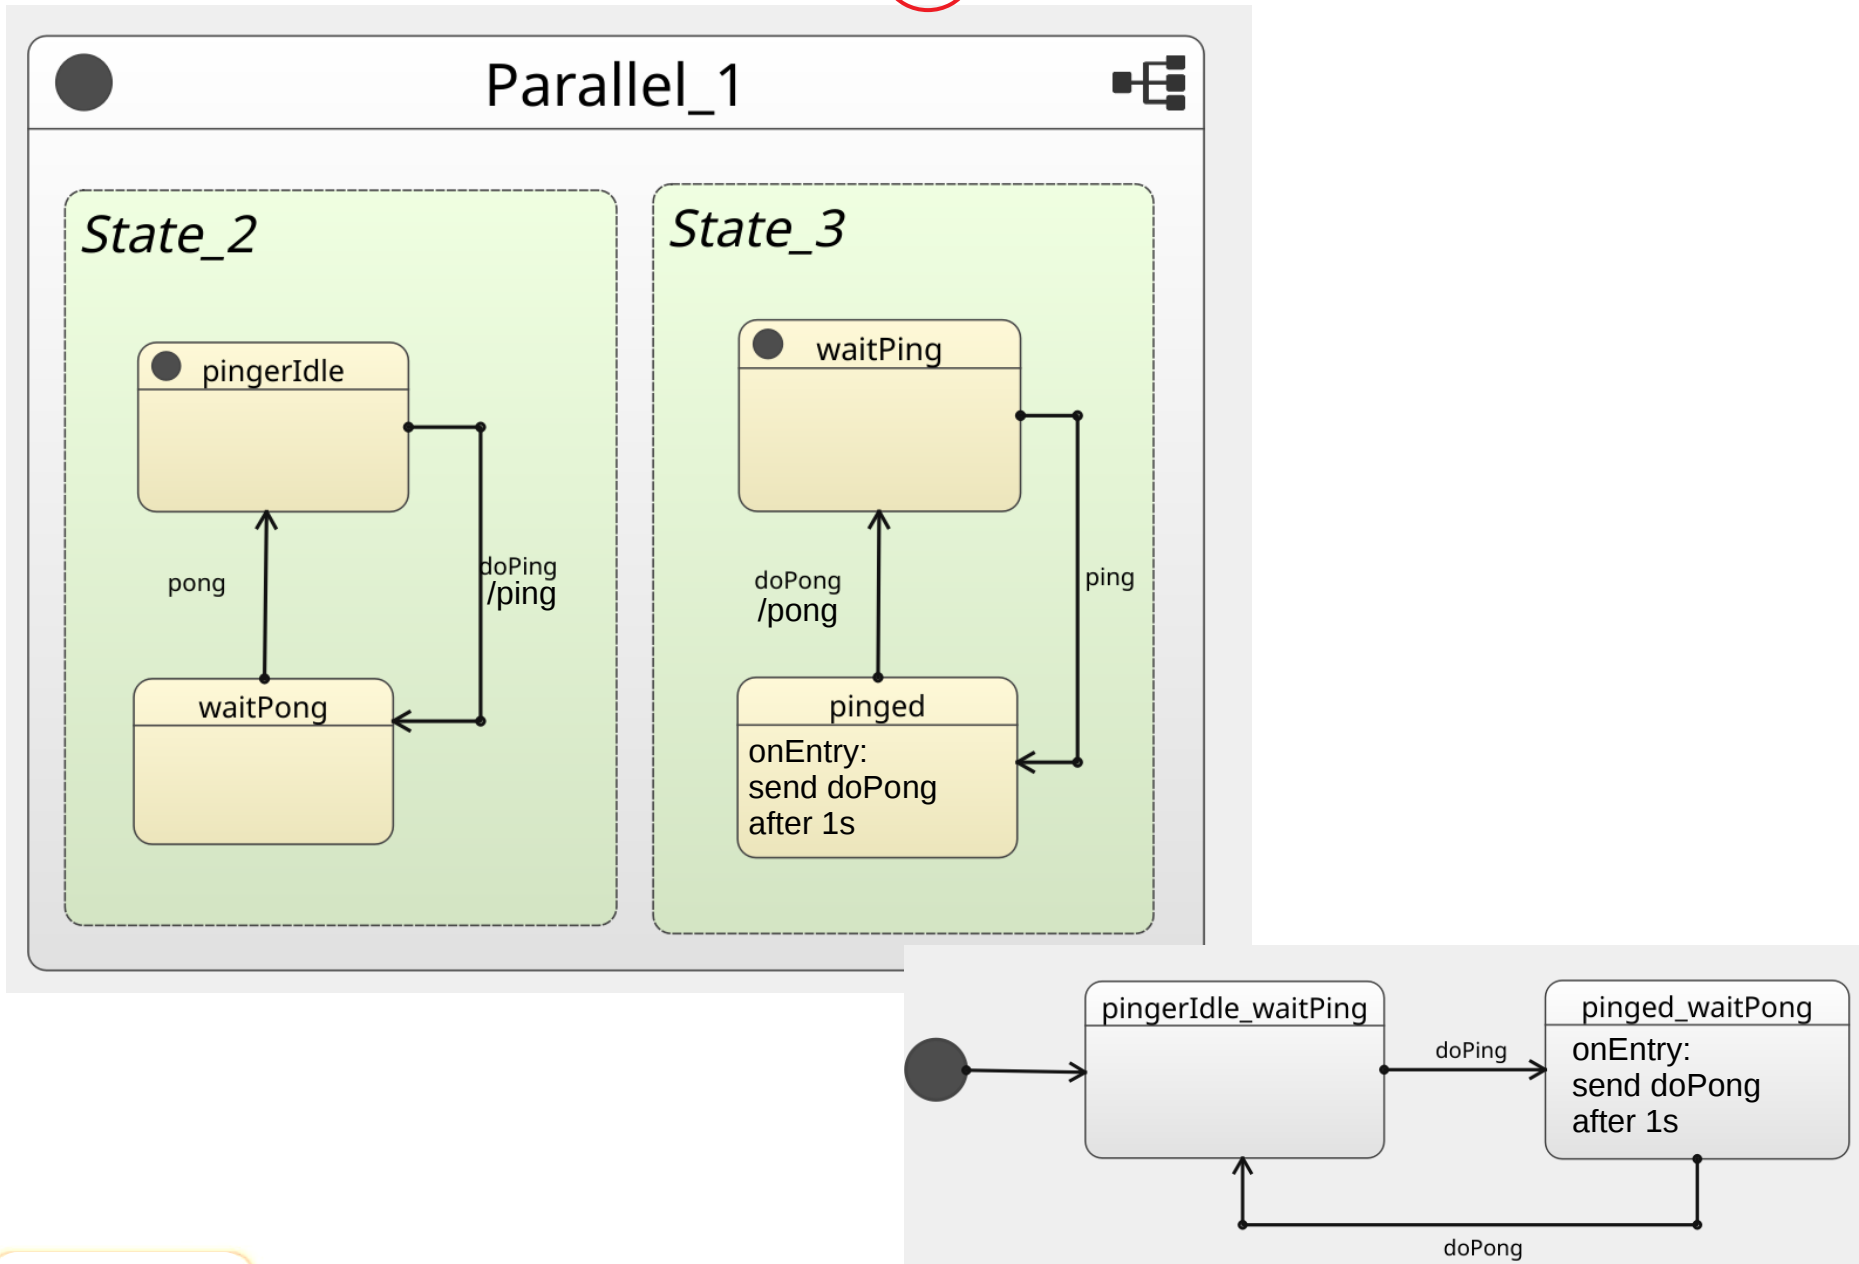 Parallel_1
State_2
pingerIdle
pong
doPing
/ping
waitPong
State_3
waitPing
doPong
/pong
ping
pinged
onEntry:
send doPong
after 1s
pingerIdle_waitPing
doPing
pinged_waitPong
onEntry:
send doPong
after 1s
doPong